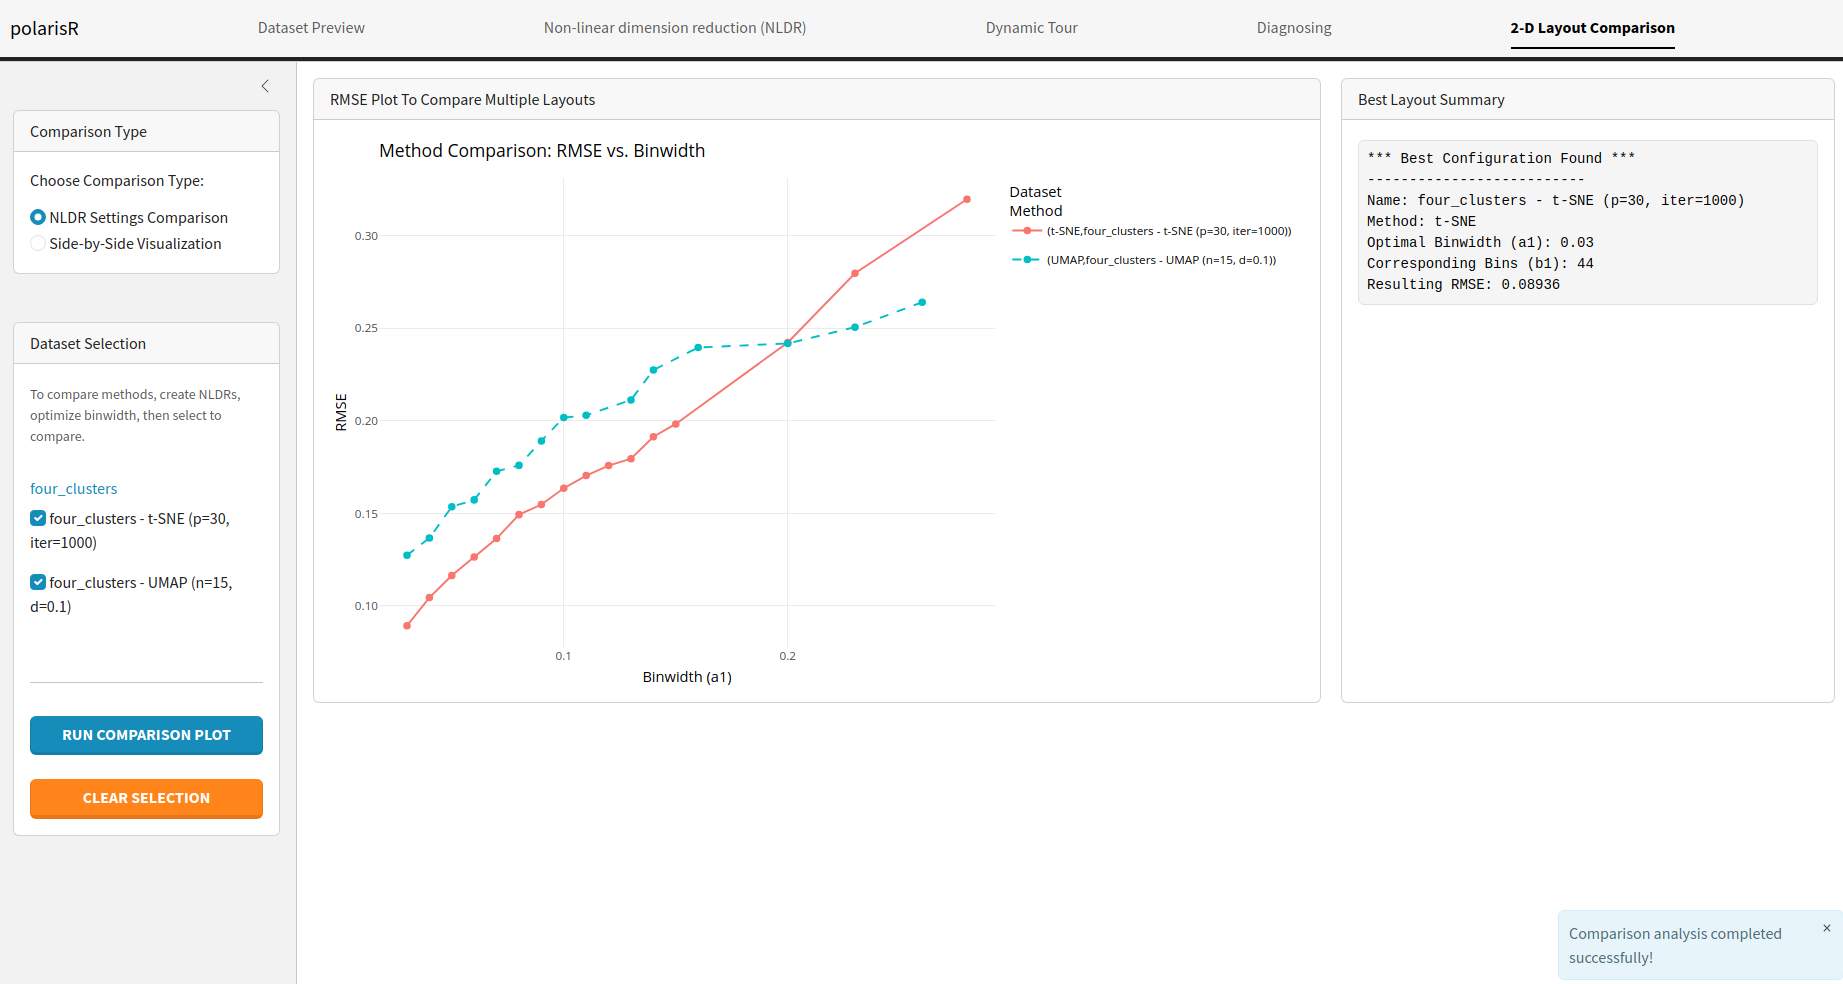 polarisR
Dataset Preview
Non-linear dimension reduction (NLDR)
Dynamic Tour
Diagnosing
2-D Layout Comparison
Comparison Type
Choose Comparison Type:
NLDR Settings Comparison
Side-by-Side Visualization
Dataset Selection
To compare methods, create NLDRs,
optimize binwidth, then select to
compare.
four_clusters
four_clusters - t-SNE (p=30,
iter=1000)
four_clusters - UMAP (n=15,
d=0.1)
RUN COMPARISON PLOT
CLEAR SELECTION
RMSE Plot To Compare Multiple Layouts
Method Comparison: RMSE vs. Binwidth
RMSE
0.30
0.25
0.20
0.15
0.10
0.1
0.2
Binwidth (a1)
Dataset
Method
(t-SNE,four_clusters - t-SNE (p=30, iter=1000))
(UMAP,four_clusters - UMAP (n=15, d=0.1))
Best Layout Summary
*** Best Configuration Found ***
--------------------------
Name: four_clusters - t-SNE (p=30, iter=1000)
Method: t-SNE
Optimal Binwidth (a1): 0.03
Corresponding Bins (b1): 44
Resulting RMSE: 0.08936
Comparison analysis completed
successfully!
×